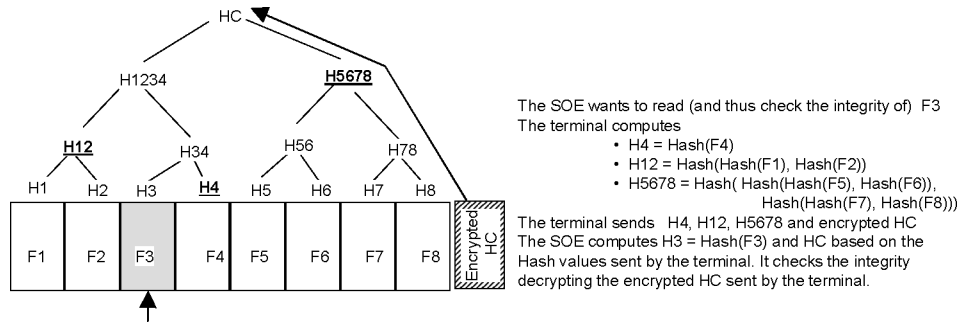 HC
H1234
H5678
H12
H34
H56
H78
H1 H2 H3 H4 H5 H6 H7 H8
F1 F2 F3 F4 F5 F6 F7 F8
Encrypted
HC
The SOE wants to read (and thus check the integrity of) F3
The terminal computes
• H4 = Hash(F4)
• H12 = Hash(Hash(F1), Hash(F2))
• H5678 = Hash( Hash(Hash(F5), Hash(F6)),
Hash(Hash(F7), Hash(F8)))
The terminal sends H4, H12, H5678 and encrypted HC
The SOE computes H3 = Hash(F3) and HC based on the
Hash values sent by the terminal. It checks the integrity
decrypting the encrypted HC sent by the terminal.